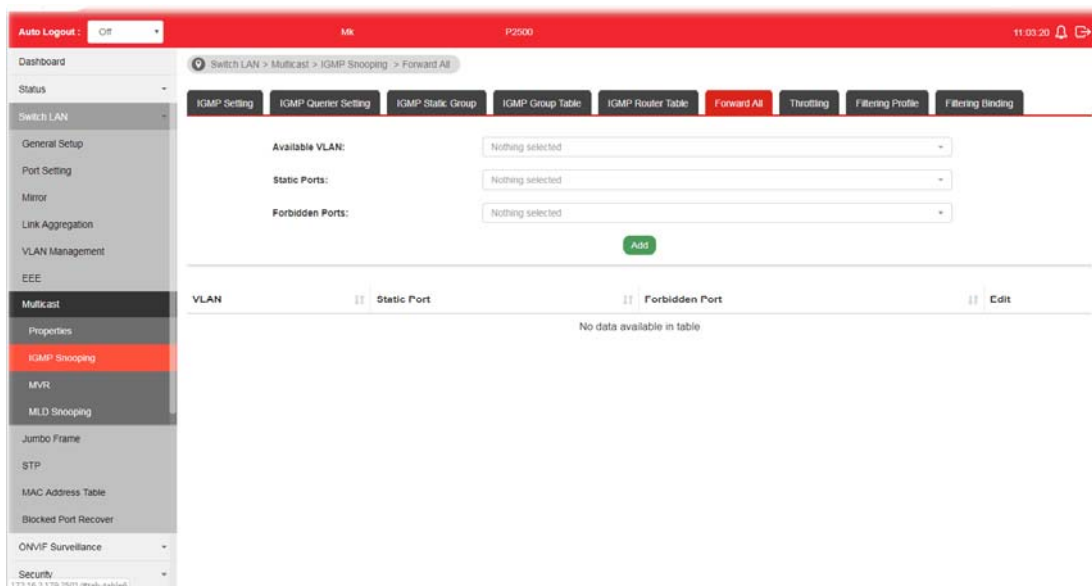 Auto Logout : Off Mk P2500 11:03:20
Dashboard
Status
Switch LAN
General Setup
Port Setting
Mirror
Link Aggregation
VLAN Management
EEE
Multicast
Properties
IGMP Snooping
MVR
MLD Snooping
Jumbo Frame
STP
MAC Address Table
Blocked Port Recover
ONVIF Surveillance
Security
Switch LAN > Multicast > IGMP Snooping > Forward All
IGMP Setting IGMP Querier Setting IGMP Static Group IGMP Group Table IGMP Router Table Forward All Throttling Filtering Profile Filtering Binding
Available VLAN: Nothing selected
Static Ports: Nothing selected
Forbidden Ports: Nothing selected
Add
VLAN Static Port Forbidden Port Edit
No data available in table